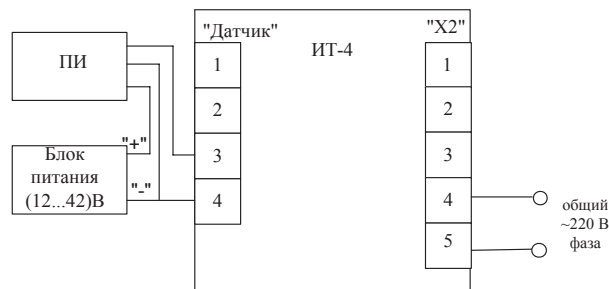 "Датчик"
"X2"
ПИ
ИТ-4
1
2
3
4
1
2
3
4
5
"+"
Блок
питания
(12...42)В
"-"
общий
~220 В
фаза